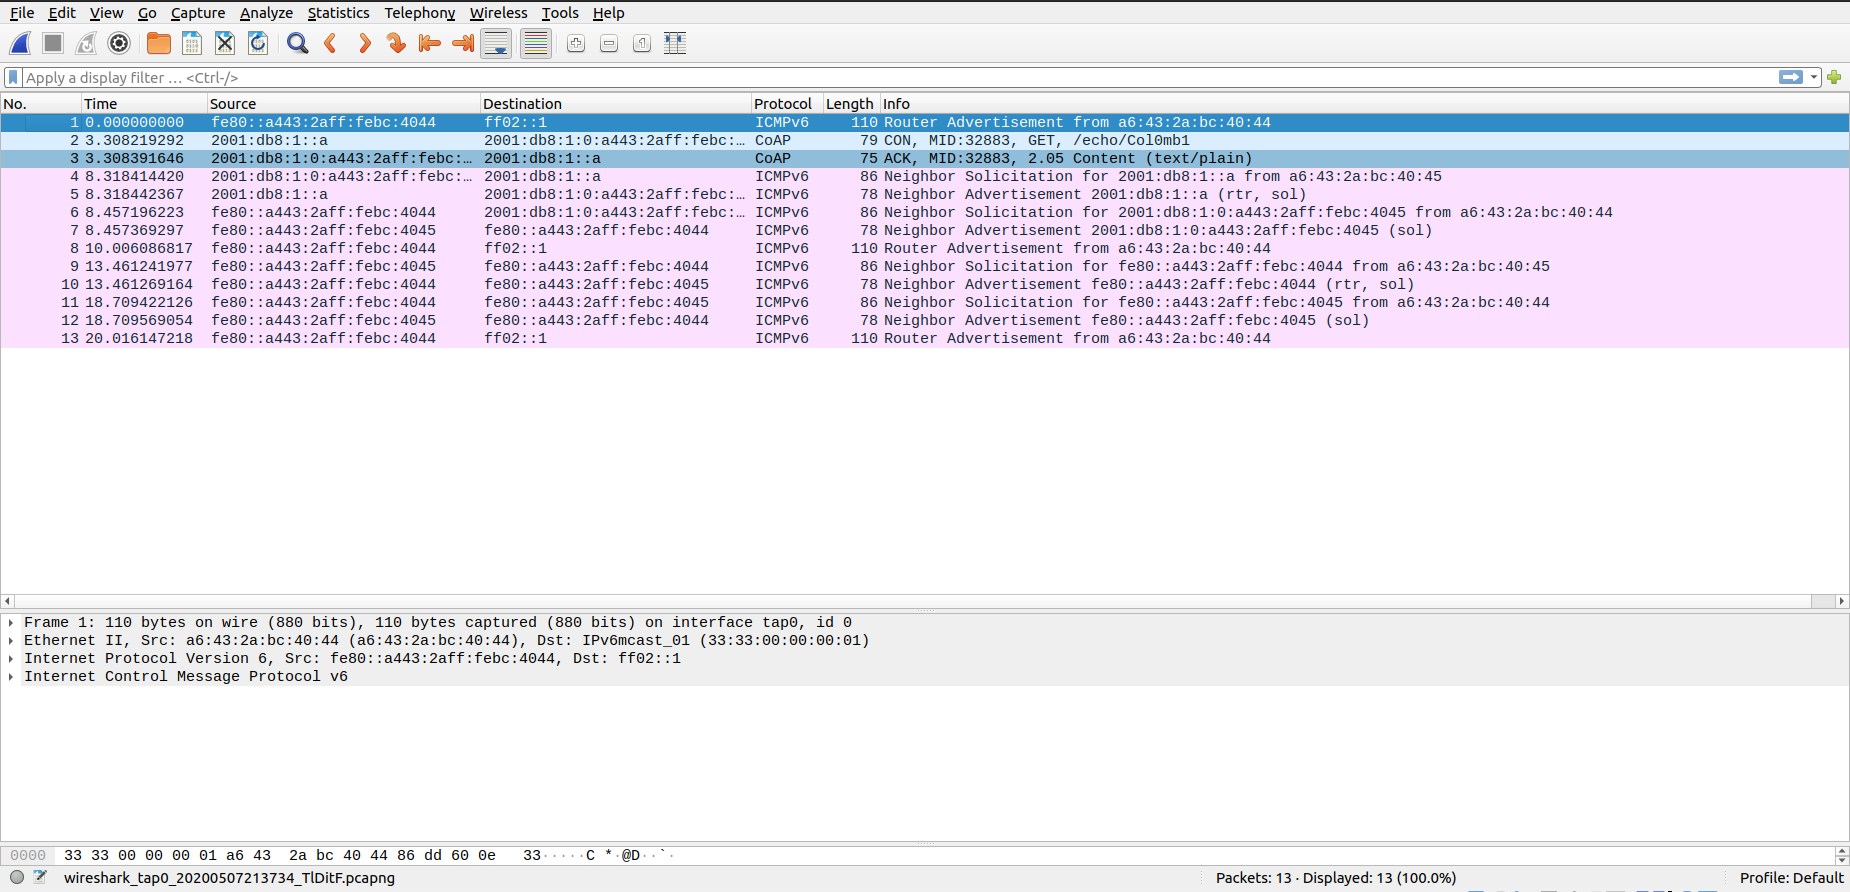 File Edit View Go Capture Analyze Statistics Telephony Wireless Tools Help
Apply a display filter … <Ctrl-/>
No. Time Source Destination Protocol Length Info
1 0.000000000 fe80::a443:2aff:febc:4044 ff02::1 ICMPv6 110 Router Advertisement from a6:43:2a:bc:40:44
2 3.308219292 2001:db8:1::a 2001:db8:1:0:a443:2aff:febc:… CoAP 79 CON, MID:32883, GET, /echo/Col0mb1
3 3.308391646 2001:db8:1:0:a443:2aff:febc:… 2001:db8:1::a CoAP 75 ACK, MID:32883, 2.05 Content (text/plain)
4 8.318414420 2001:db8:1:0:a443:2aff:febc:… 2001:db8:1::a ICMPv6 86 Neighbor Solicitation for 2001:db8:1::a from a6:43:2a:bc:40:45
5 8.318442367 2001:db8:1::a 2001:db8:1:0:a443:2aff:febc:… ICMPv6 78 Neighbor Advertisement 2001:db8:1::a (rtr, sol)
6 8.457196223 fe80::a443:2aff:febc:4044 2001:db8:1:0:a443:2aff:febc:… ICMPv6 86 Neighbor Solicitation for 2001:db8:1:0:a443:2aff:febc:4045 from a6:43:2a:bc:40:44
7 8.457369297 fe80::a443:2aff:febc:4045 fe80::a443:2aff:febc:4044 ICMPv6 78 Neighbor Advertisement 2001:db8:1:0:a443:2aff:febc:4045 (sol)
8 10.006086817 fe80::a443:2aff:febc:4044 ff02::1 ICMPv6 110 Router Advertisement from a6:43:2a:bc:40:44
9 13.461241977 fe80::a443:2aff:febc:4045 fe80::a443:2aff:febc:4044 ICMPv6 86 Neighbor Solicitation for fe80::a443:2aff:febc:4044 from a6:43:2a:bc:40:45
10 13.461269164 fe80::a443:2aff:febc:4044 fe80::a443:2aff:febc:4045 ICMPv6 78 Neighbor Advertisement fe80::a443:2aff:febc:4044 (rtr, sol)
11 18.709422126 fe80::a443:2aff:febc:4044 fe80::a443:2aff:febc:4045 ICMPv6 86 Neighbor Solicitation for fe80::a443:2aff:febc:4045 from a6:43:2a:bc:40:44
12 18.709569054 fe80::a443:2aff:febc:4045 fe80::a443:2aff:febc:4044 ICMPv6 78 Neighbor Advertisement fe80::a443:2aff:febc:4045 (sol)
13 20.016147218 fe80::a443:2aff:febc:4044 ff02::1 ICMPv6 110 Router Advertisement from a6:43:2a:bc:40:44
Frame 1: 110 bytes on wire (880 bits), 110 bytes captured (880 bits) on interface tap0, id 0
Ethernet II, Src: a6:43:2a:bc:40:44 (a6:43:2a:bc:40:44), Dst: IPv6mcast_01 (33:33:00:00:00:01)
Internet Protocol Version 6, Src: fe80::a443:2aff:febc:4044, Dst: ff02::1
Internet Control Message Protocol v6
0000 33 33 00 00 00 01 a6 43 2a bc 40 44 86 dd 60 0e 33·····C *·@D··`·
wireshark_tap0_20200507213734_TlDitF.pcapng Packets: 13 · Displayed: 13 (100.0%) Profile: Default